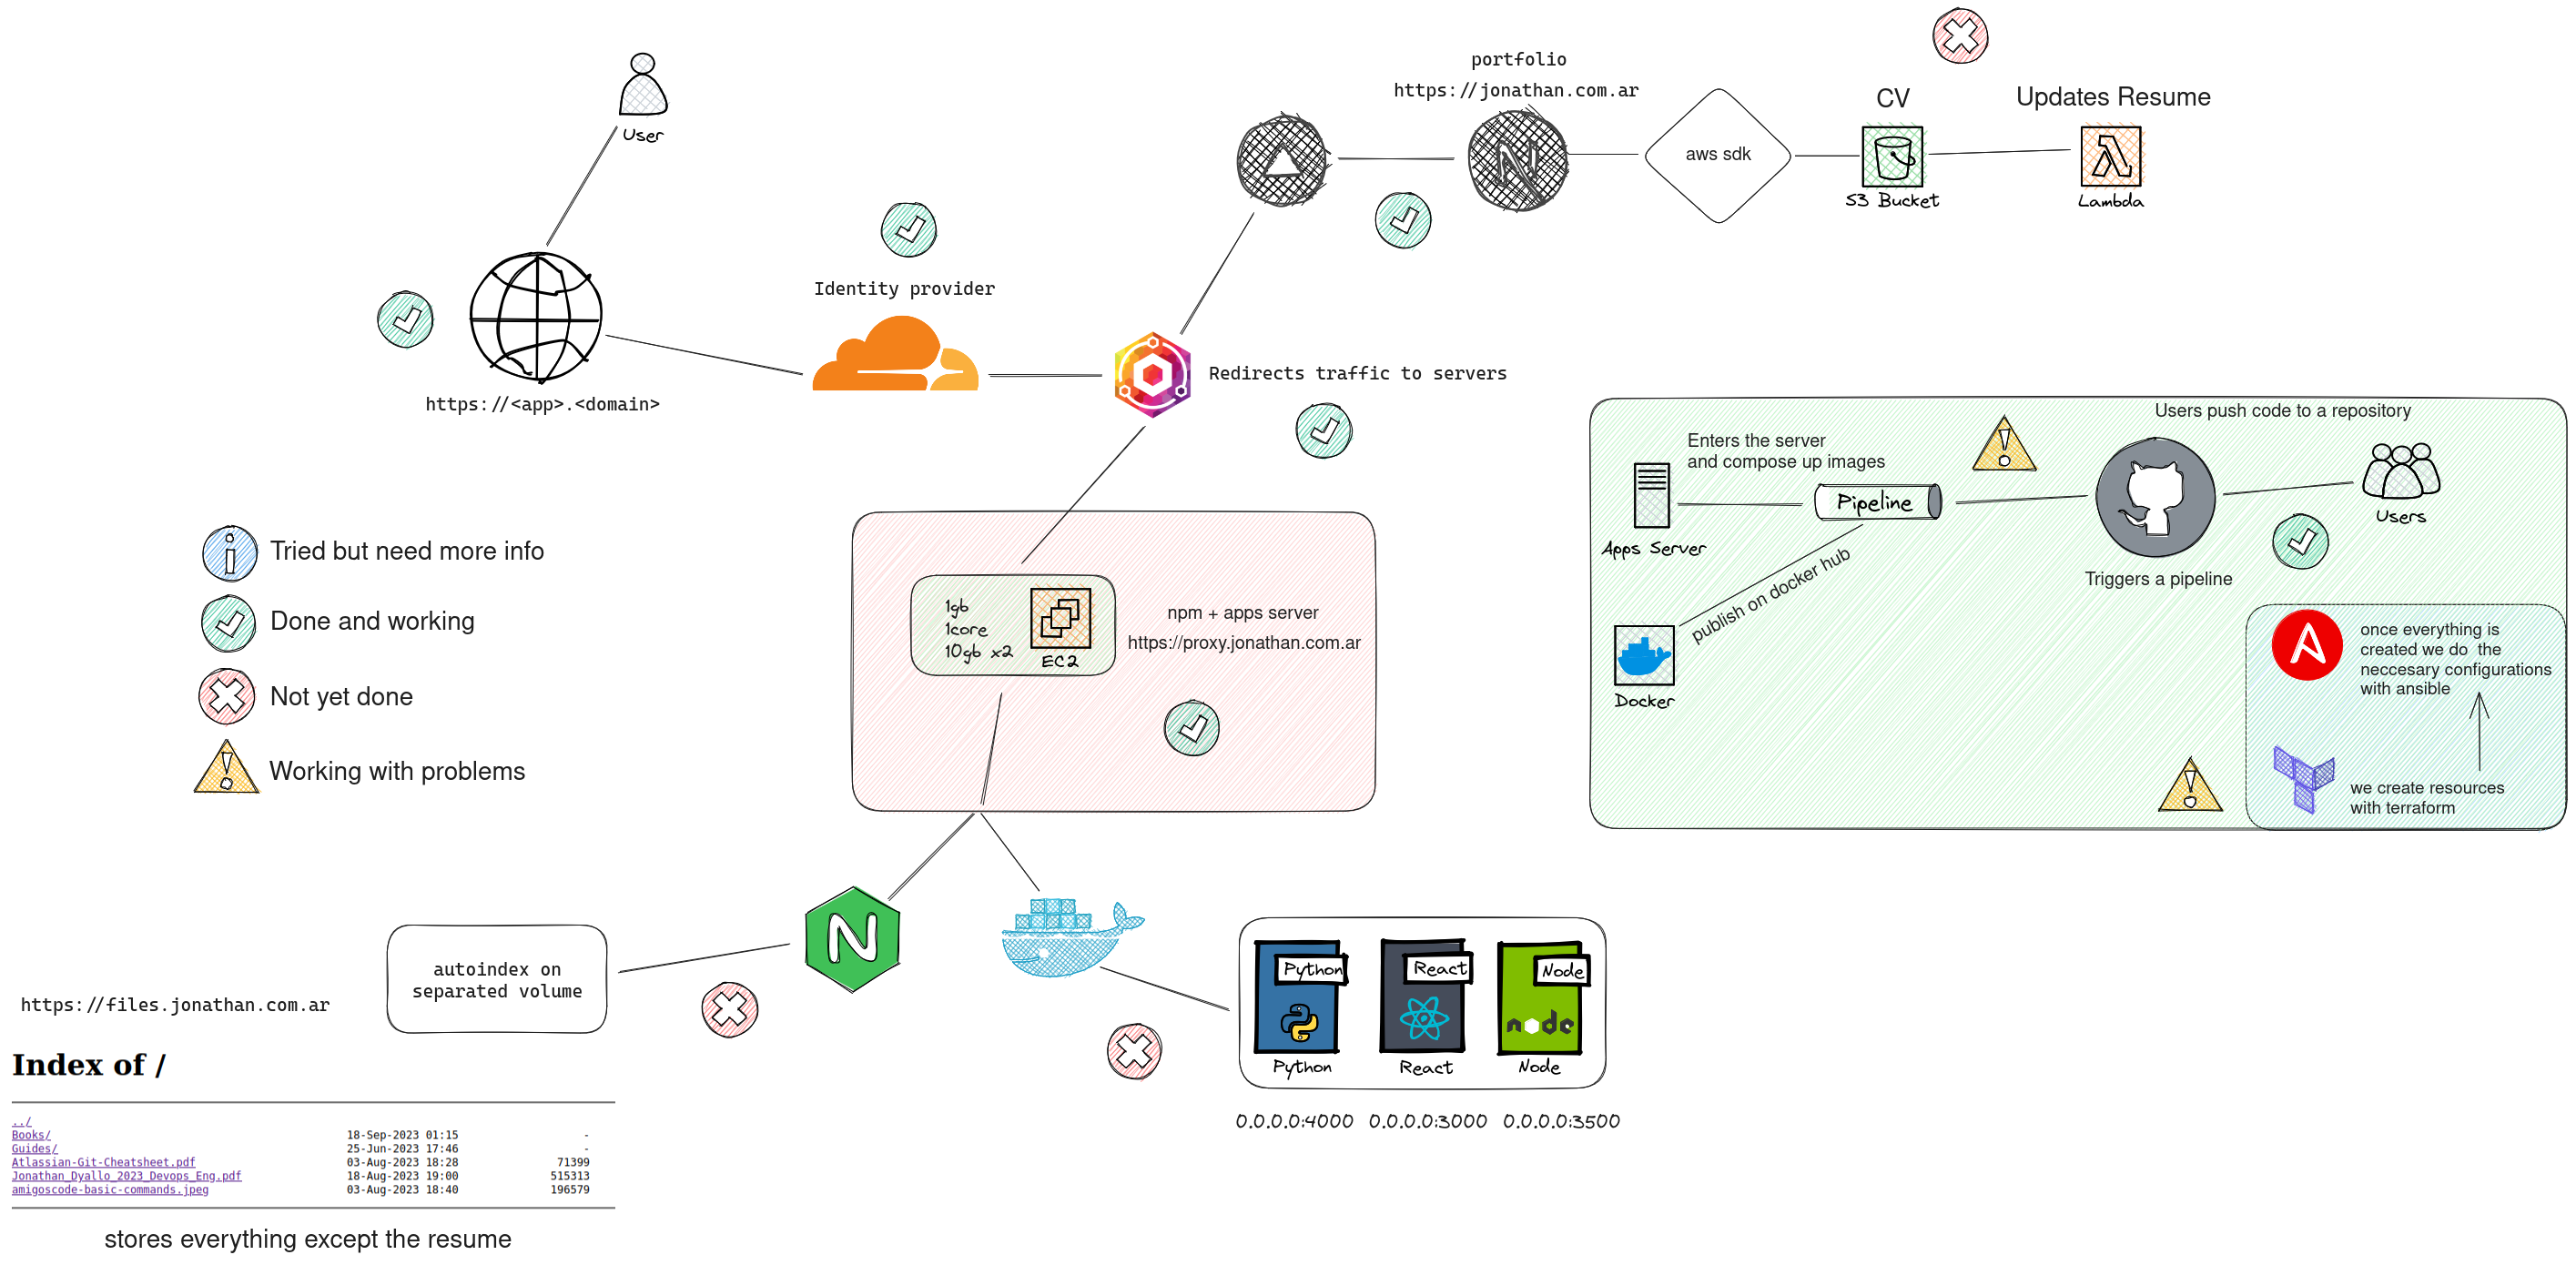 User
https://<app>.<domain>
Identity provider
Redirects traffic to servers
portfolio
https://jonathan.com.ar
aws sdk
CV
S3 Bucket
Updates Resume
Lambda
Tried but need more info
Done and working
Not yet done
Working with problems
1gb
1core
10gb x2
EC2
npm + apps server
https://proxy.jonathan.com.ar
Users push code to a repository
Enters the server
and compose up images
Apps Server
Pipeline
Users
Triggers a pipeline
publish on docker hub
Docker
once everything is
created we do the
neccesary configurations
with ansible
we create resources
with terraform
autoindex on
separated volume
https://files.jonathan.com.ar
Index of /
../
Books/ 18-Sep-2023 01:15 -
Guides/ 25-Jun-2023 17:46 -
Atlassian-Git-Cheatsheet.pdf 03-Aug-2023 18:28 71399
Jonathan_Dyallo_2023_Devops_Eng.pdf 18-Aug-2023 19:00 515313
amigoscode-basic-commands.jpeg 03-Aug-2023 18:40 196579
stores everything except the resume
Python
React
Node
node
Python
React
Node
0.0.0.0:4000
0.0.0.0:3000
0.0.0.0:3500